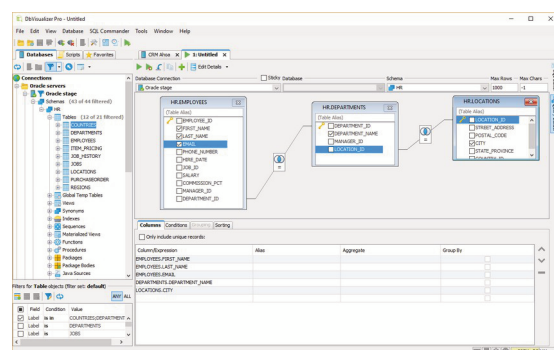 DbVisualizer Pro - Untitled
File Edit View Database SQL Commander Tools Window Help
Databases Scripts Favorites
Connections
Oracle servers
Oracle stage
Schemas (43 of 44 filtered)
HR
Tables (12 of 21 filtered)
COUNTRIES
DEPARTMENTS
EMPLOYEES
ITEM_PRICING
JOB_HISTORY
JOBS
LOCATIONS
PURCHASEORDER
REGIONS
Global Temp Tables
Views
Synonyms
Indexes
Sequences
Materialized Views
Functions
Procedures
Packages
Package Bodies
Java Sources
Filters for Table objects (filter set: default)
ANY ALL
Field Condition Value
Label in COUNTRIES;DEPARTMENT
Label in DEPARTMENTS
Label in JOBS
CRM Ahoa 1: Untitled
Edit Details
Database Connection Sticky Database Schema Max Rows Max Chars
Oracle stage HR 1000 -1
HR.EMPLOYEES
(Table Alias)
EMPLOYEE_ID
FIRST_NAME
LAST_NAME
EMAIL
PHONE_NUMBER
HIRE_DATE
JOB_ID
SALARY
COMMISSION_PCT
MANAGER_ID
DEPARTMENT_ID
=
HR.DEPARTMENTS
(Table Alias)
DEPARTMENT_ID
DEPARTMENT_NAME
MANAGER_ID
LOCATION_ID
=
HR.LOCATIONS
(Table Alias)
LOCATION_ID
STREET_ADDRESS
POSTAL_CODE
CITY
STATE_PROVINCE
COUNTRY_ID
Columns Conditions Grouping Sorting
Only include unique records:
Column/Expression Alias Aggregate Group By
EMPLOYEES.FIRST_NAME
EMPLOYEES.LAST_NAME
EMPLOYEES.EMAIL
DEPARTMENTS.DEPARTMENT_NAME
LOCATIONS.CITY